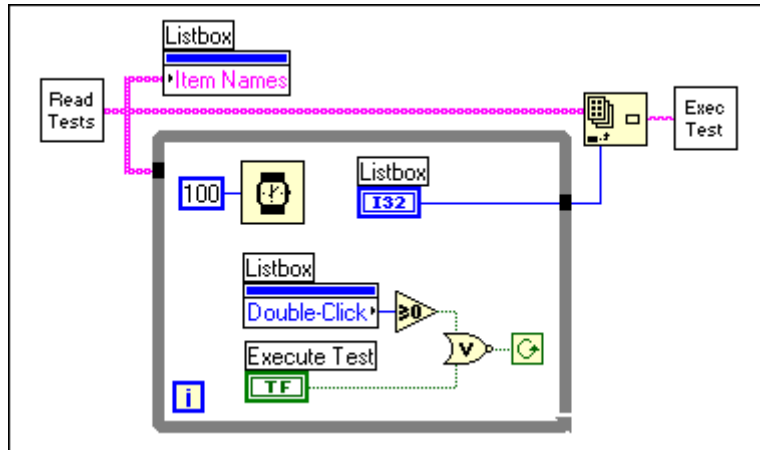 Listbox
Item Names
Read
Tests
Exec
Test
100
Listbox
I32
Listbox
Double-Click
≥0
V
Execute Test
TF
i